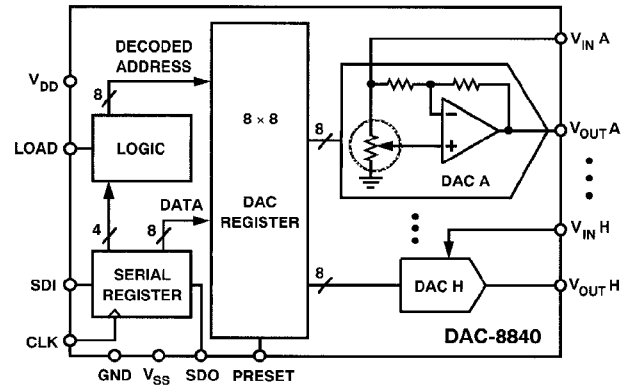 DECODED
ADDRESS
V_DD
8
LOAD
LOGIC
4
8
DATA
SDI
SERIAL
REGISTER
CLK
GND
V_SS
SDO
PRESET
8 × 8
DAC
REGISTER
8
8
V_IN A
−
+
DAC A
V_OUT A
V_IN H
DAC H
V_OUT H
DAC-8840